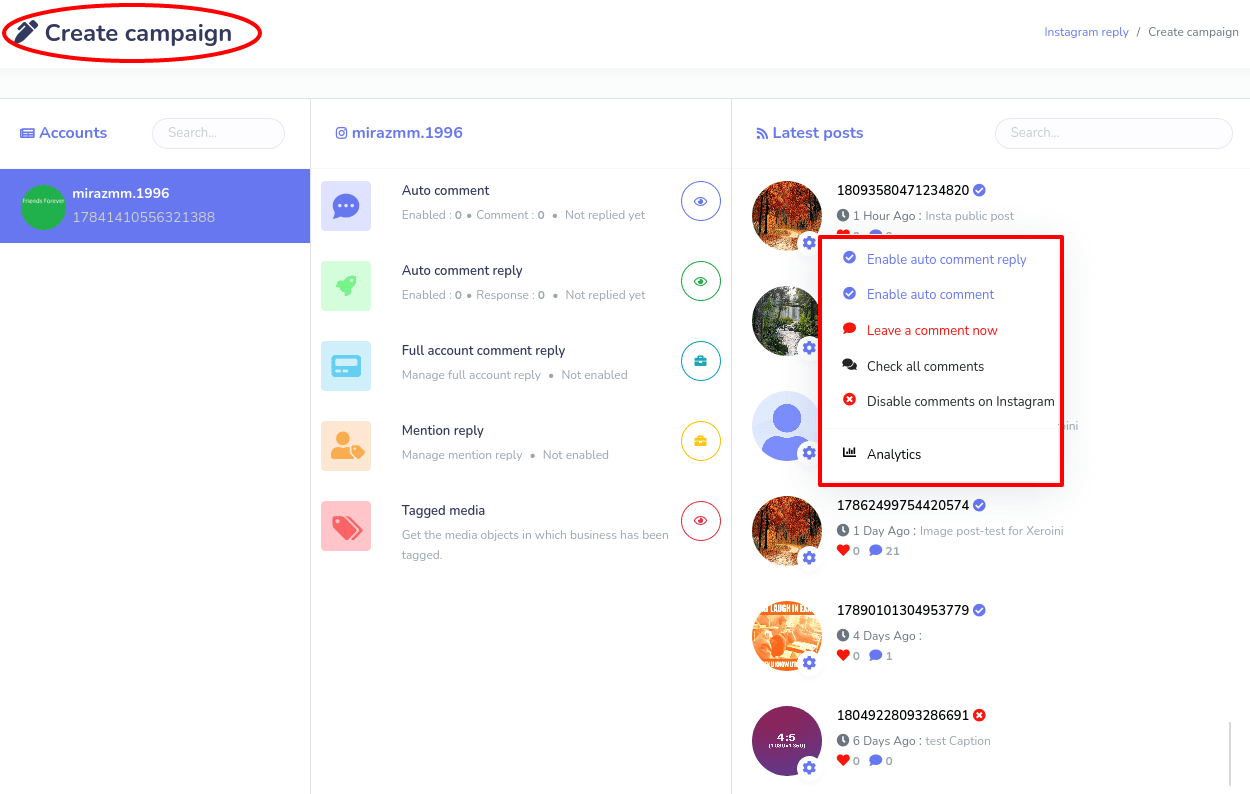 Create campaign
Instagram reply / Create campaign
Accounts
Search...
mirazmm.1996
17841410556321388
mirazmm.1996
Auto comment
Enabled : 0 • Comment : 0 • Not replied yet
Auto comment reply
Enabled : 0 • Response : 0 • Not replied yet
Full account comment reply
Manage full account reply • Not enabled
Mention reply
Manage mention reply • Not enabled
Tagged media
Get the media objects in which business has been
tagged.
Latest posts
Search...
18093580471234820
1 Hour Ago : Insta public post
Enable auto comment reply
Enable auto comment
Leave a comment now
Check all comments
Disable comments on Instagram
Analytics
17862499754420574
1 Day Ago : Image post-test for Xeroini
0 21
17890101304953779
4 Days Ago :
0 1
18049228093286691
6 Days Ago : test Caption
0 0
Friends Forever
4:5